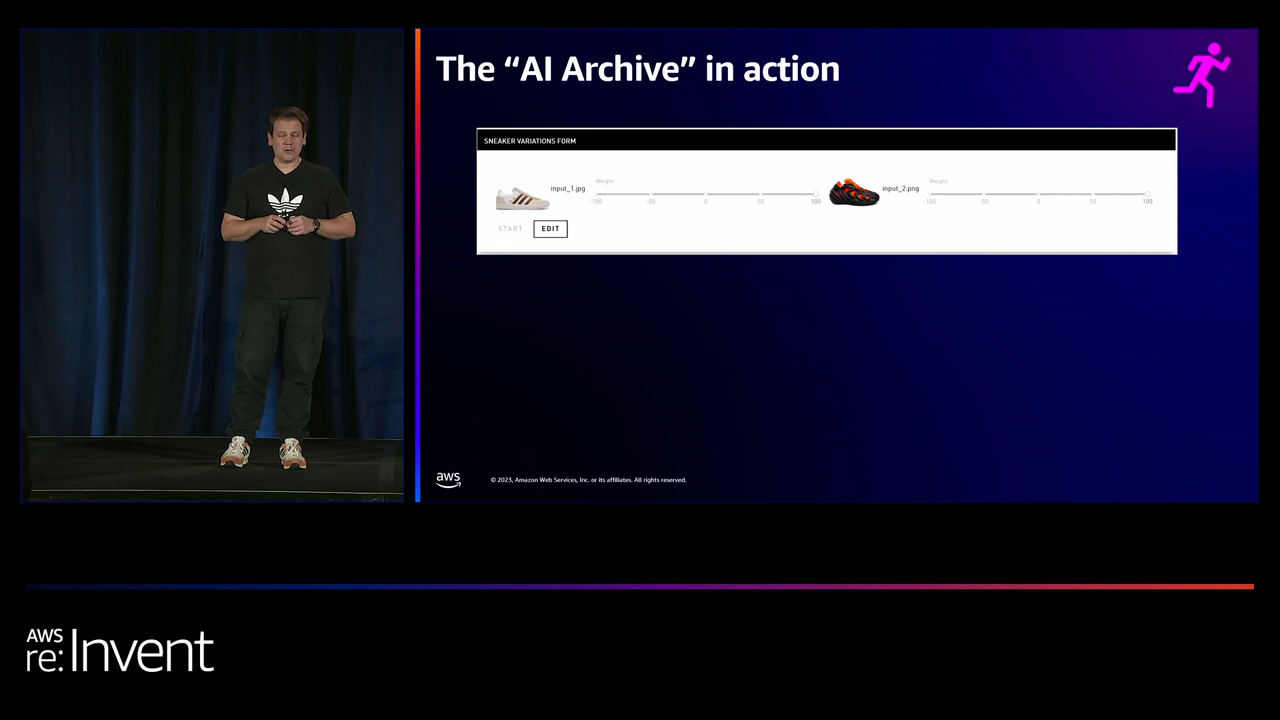 The “AI Archive” in action
SNEAKER VARIATIONS FORM
input_1.jpg
Weight
-100 -50 0 50 100
input_2.png
Weight
-100 -50 0 50 100
START EDIT
aws
© 2023, Amazon Web Services, Inc. or its affiliates. All rights reserved.
AWS
re:Invent